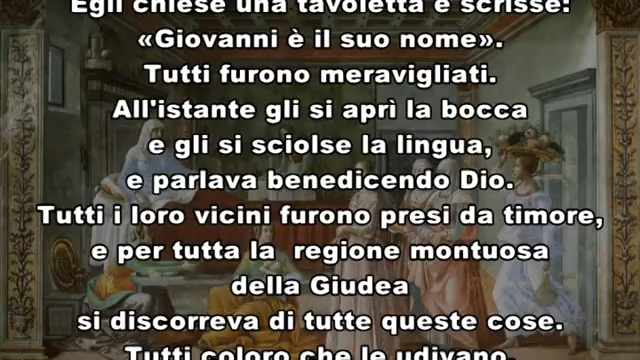 Egli chiese una tavoletta e scrisse:
«Giovanni è il suo nome».
Tutti furono meravigliati.
All'istante gli si aprì la bocca
e gli si sciolse la lingua,
e parlava benedicendo Dio.
Tutti i loro vicini furono presi da timore,
e per tutta la  regione montuosa
della Giudea
si discorreva di tutte queste cose.
Tutti coloro che le udivano